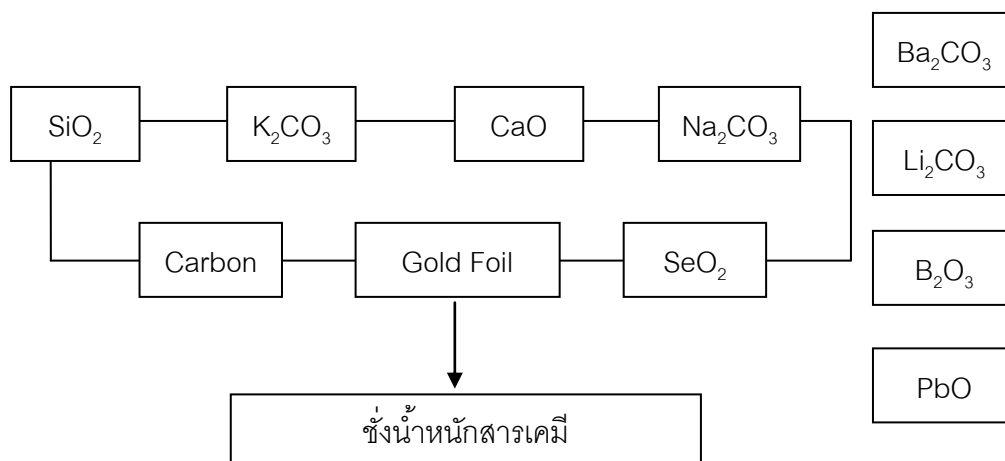 SiO₂
K₂CO₃
CaO
Na₂CO₃
Carbon
Gold Foil
SeO₂
ชั่งน้ำหนักสารเคมี
Ba₂CO₃
Li₂CO₃
B₂O₃
PbO